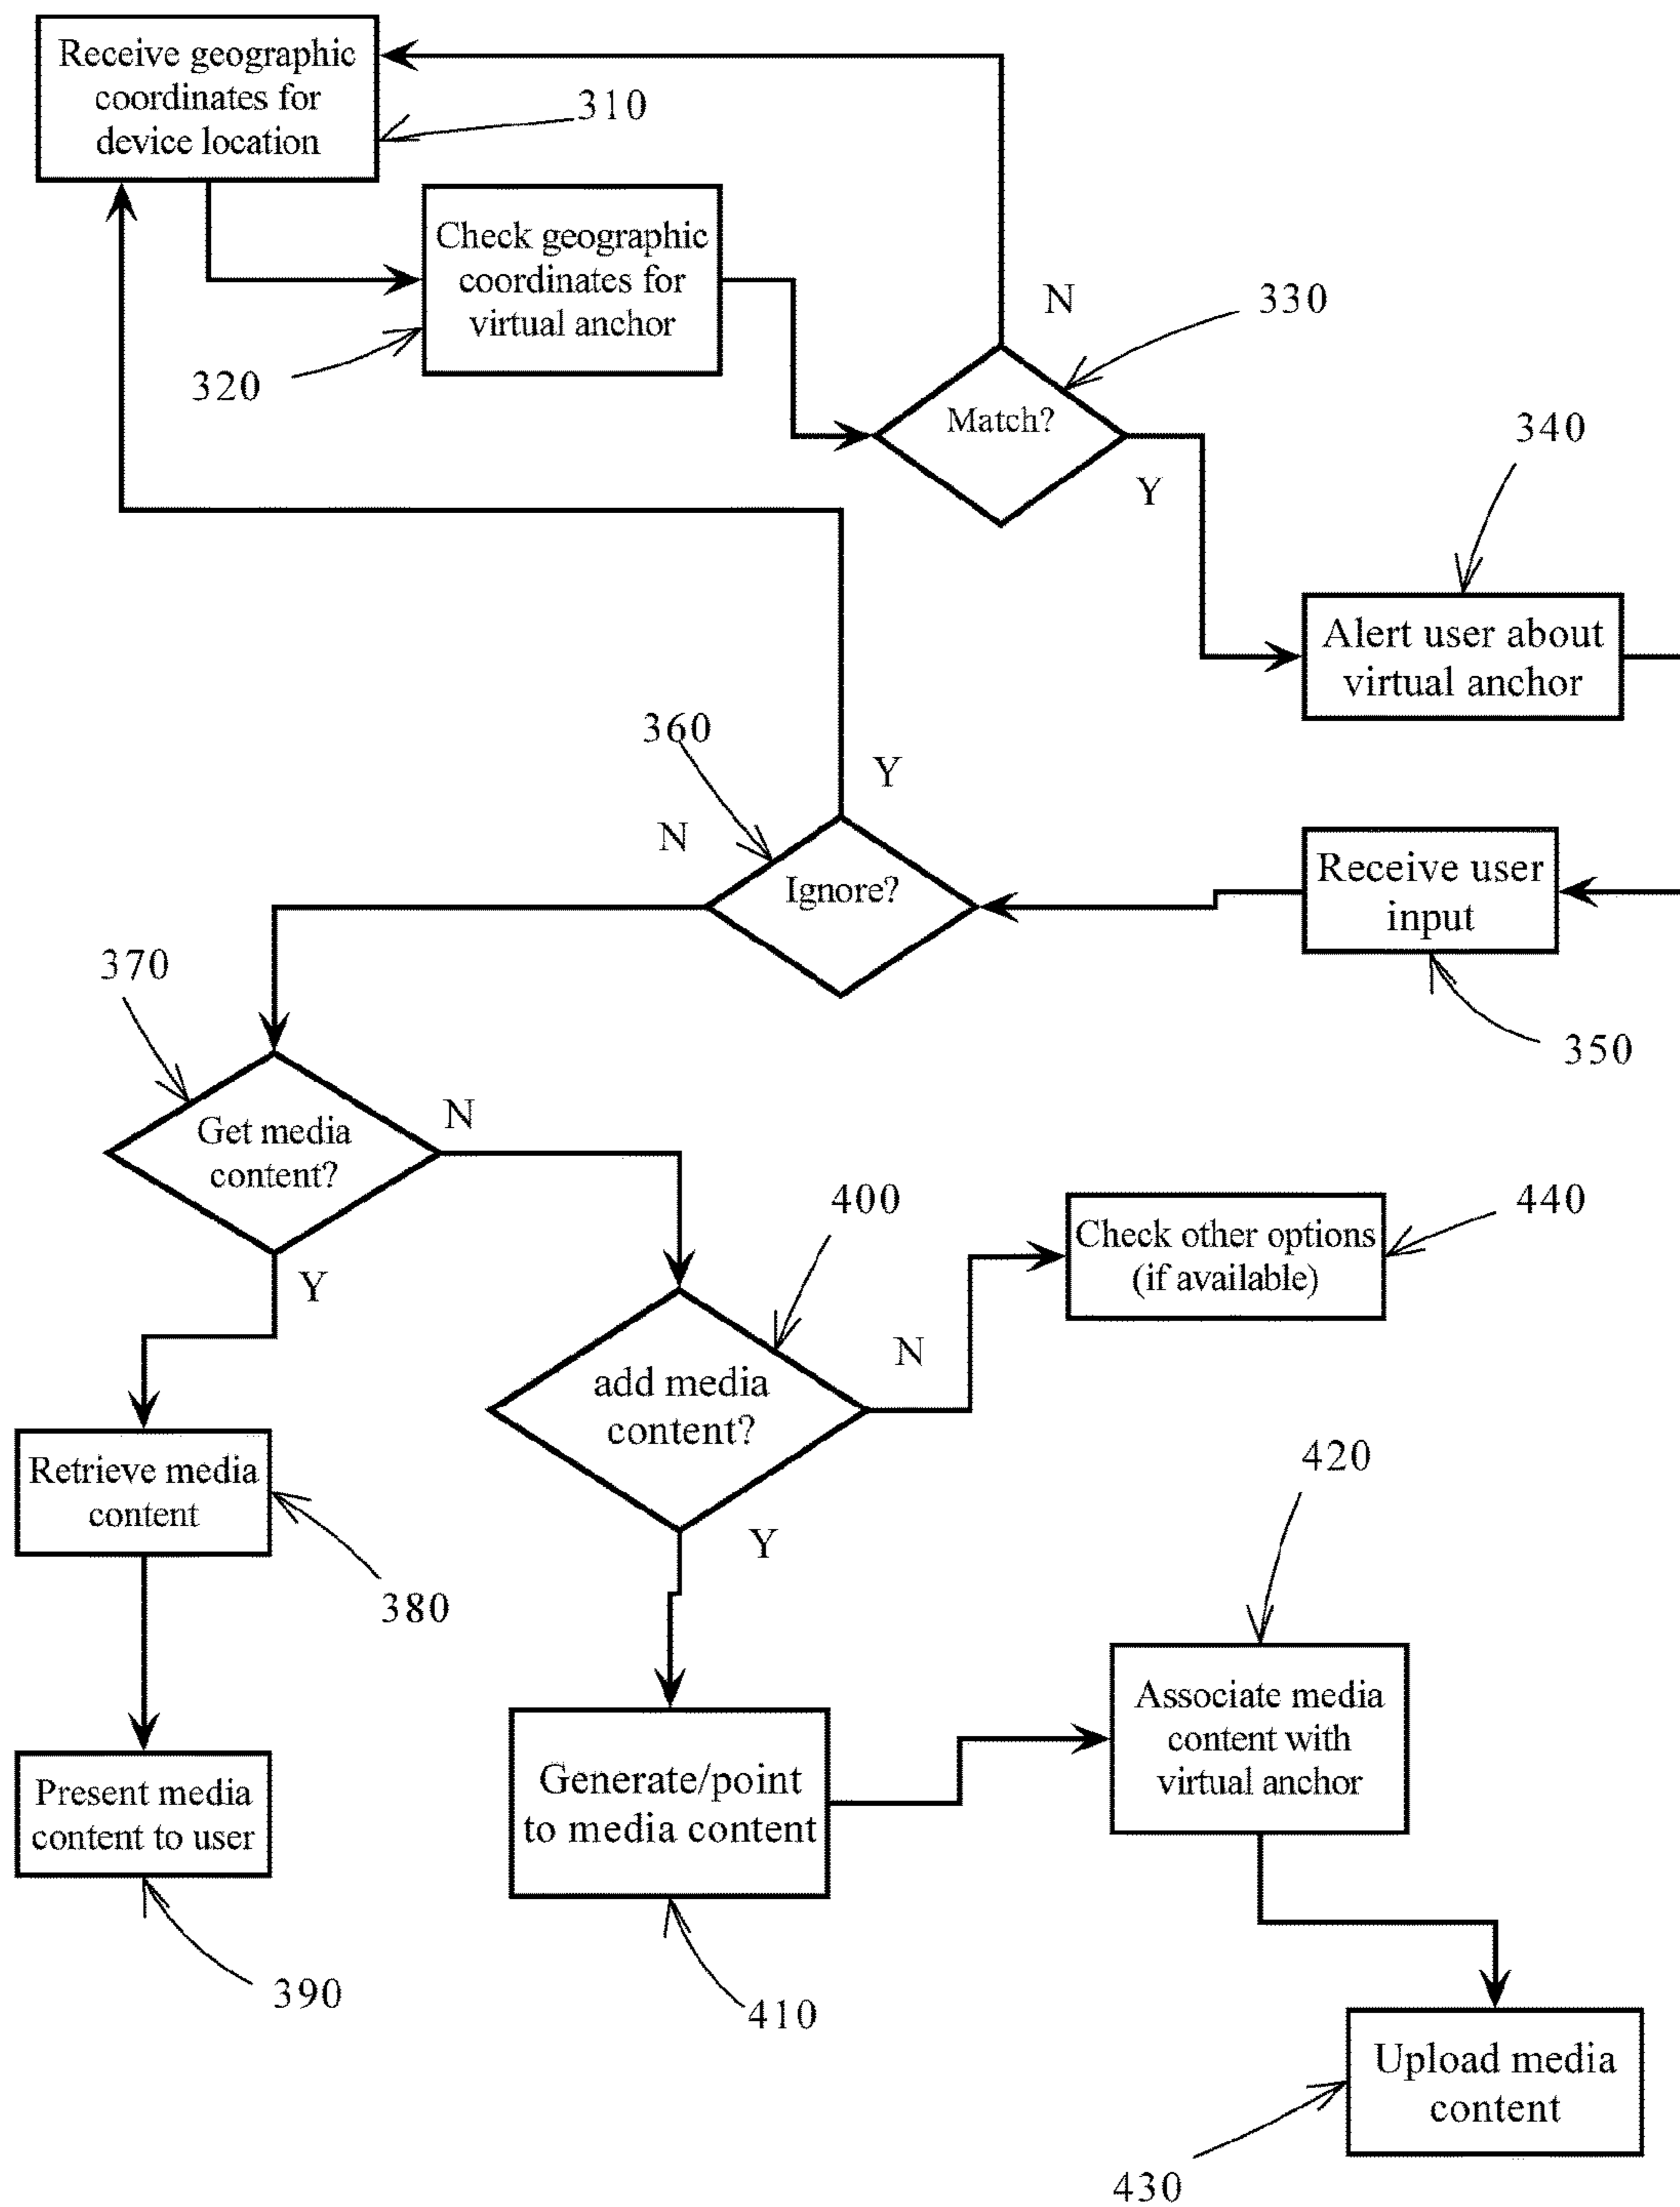 Receive geographic
coordinates for
device location
310
Check geographic
coordinates for
virtual anchor
320
N
330
Match?
Y
340
Alert user about
virtual anchor
360
Y
N
Ignore?
Receive user
input
350
370
Get media
content?
N
Y
400
440
Check other options
(if available)
add media
content?
N
Y
Retrieve media
content
380
420
Associate media
content with
virtual anchor
Present media
content to user
390
Generate/point
to media content
410
Upload media
content
430